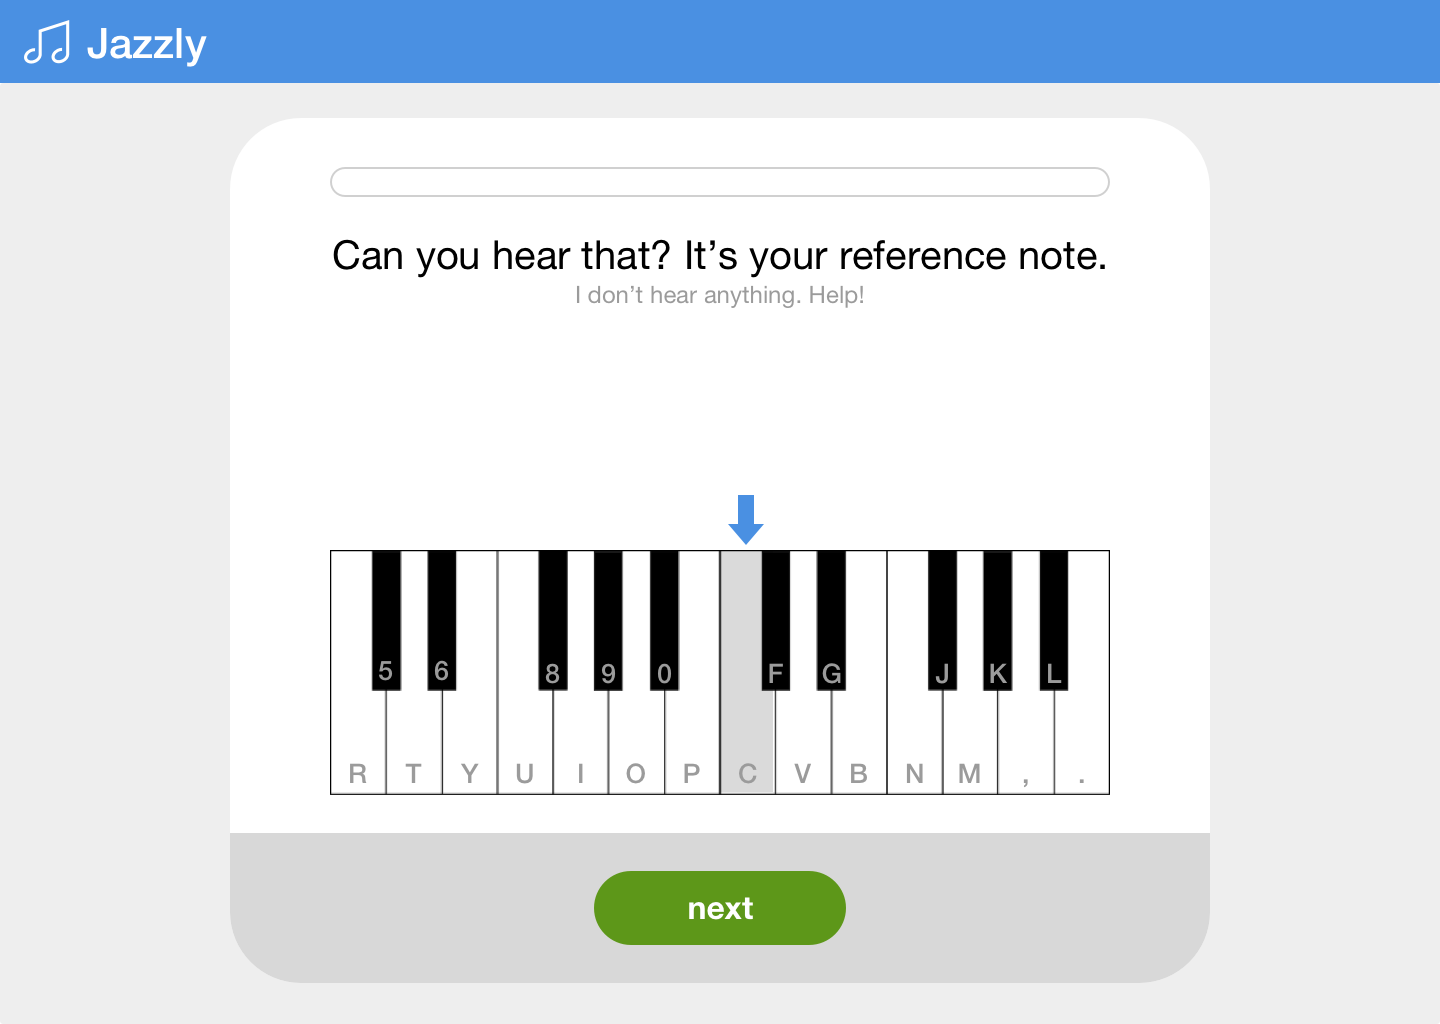 Jazzly
Can you hear that? It’s your reference note.
I don’t hear anything. Help!
5 6 8 9 0 F G J K L
R T Y U I O P C V B N M , .
next